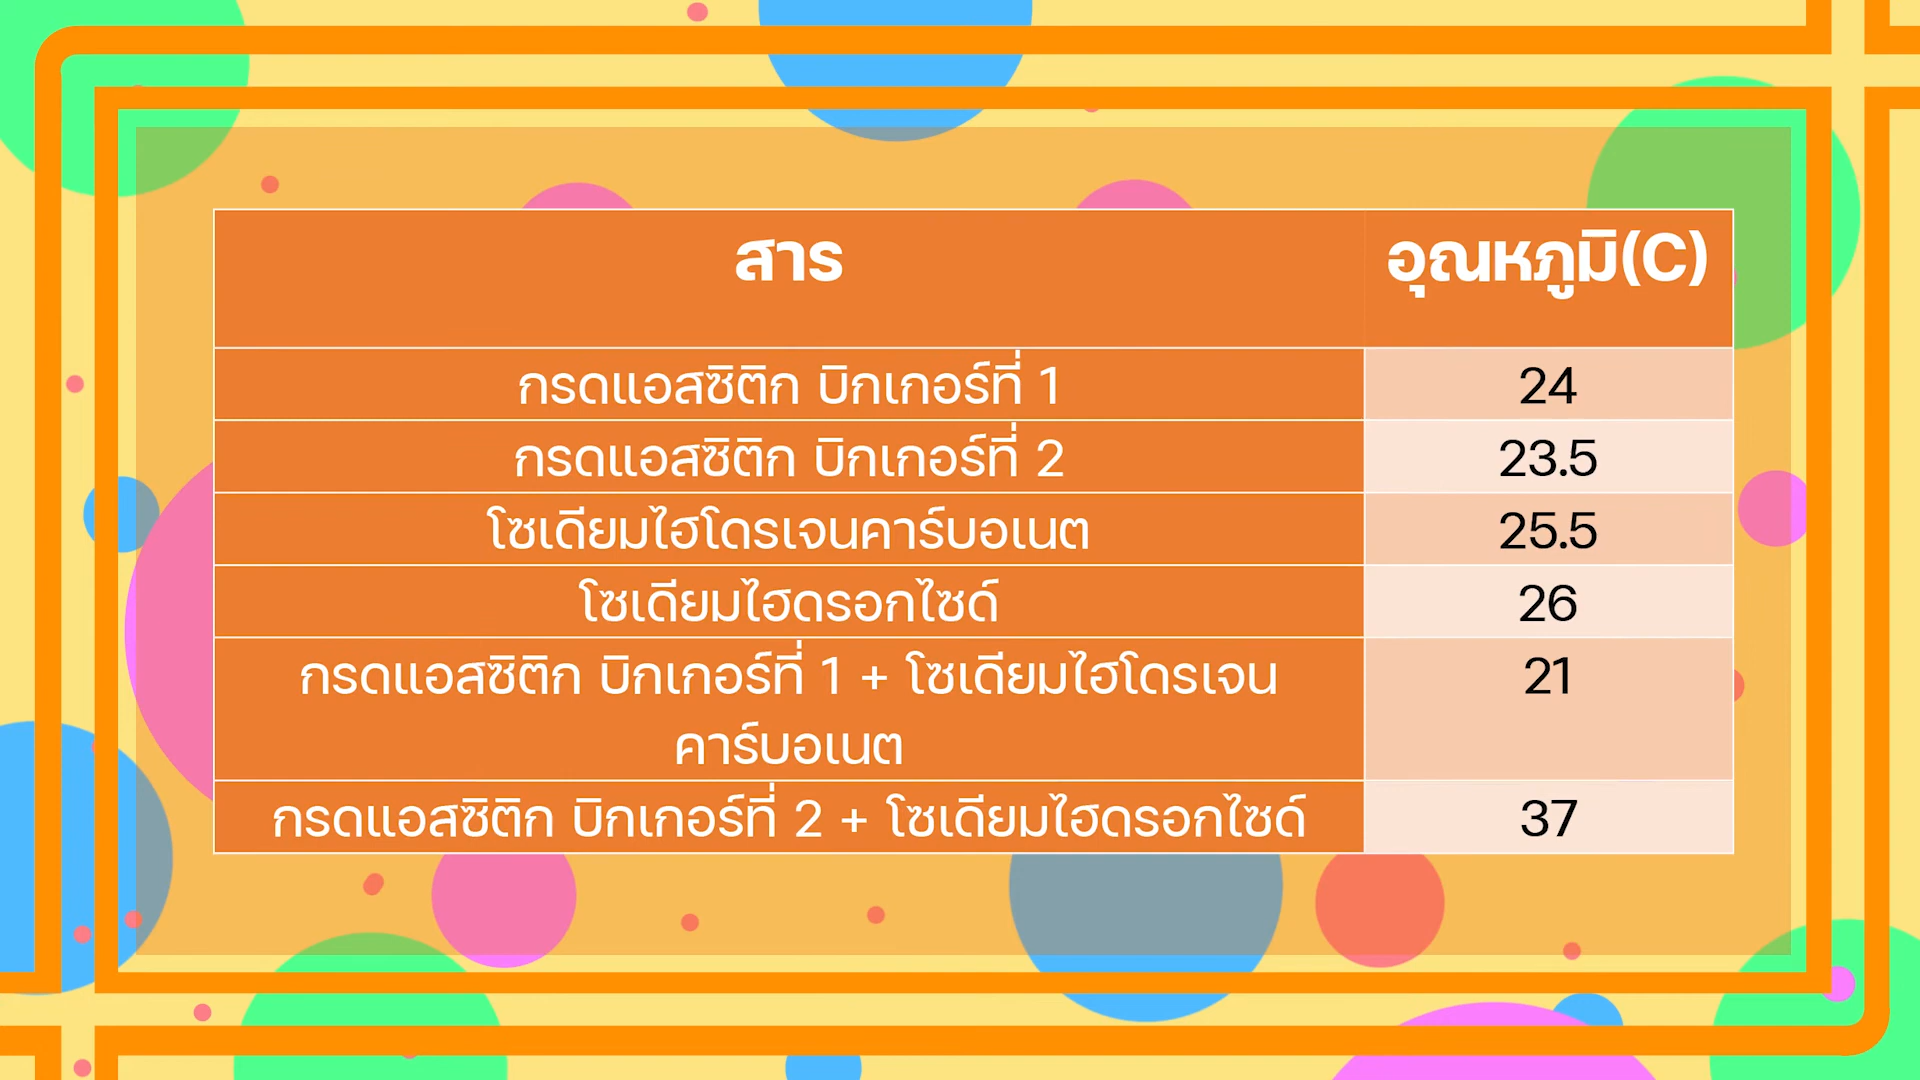 สาร อุณหภูมิ(C)
กรดแอสซิติก บิกเกอร์ที่ 1 24
กรดแอสซิติก บิกเกอร์ที่ 2 23.5
โซเดียมไฮโดรเจนคาร์บอเนต 25.5
โซเดียมไฮดรอกไซด์ 26
กรดแอสซิติก บิกเกอร์ที่ 1 + โซเดียมไฮโดรเจน 21
คาร์บอเนต
กรดแอสซิติก บิกเกอร์ที่ 2 + โซเดียมไฮดรอกไซด์ 37